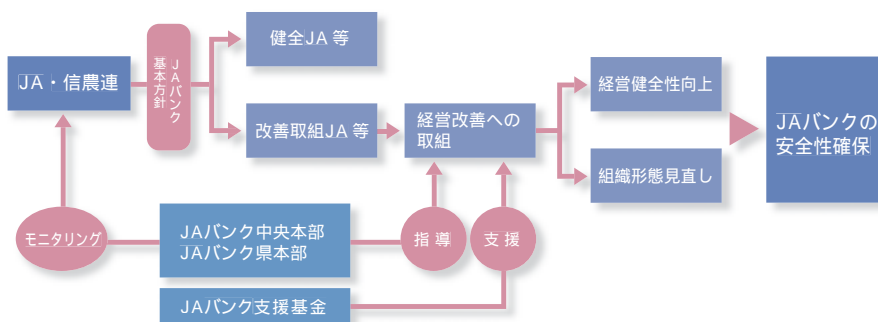 健全JA 等
JA・信農連
JAバンク
基本方針
改善取組JA 等
経営改善への
取組
経営健全性向上
組織形態見直し
JAバンクの
安全性確保
モニタリング
JAバンク中央本部
JAバンク県本部
指 導
支 援
JAバンク支援基金